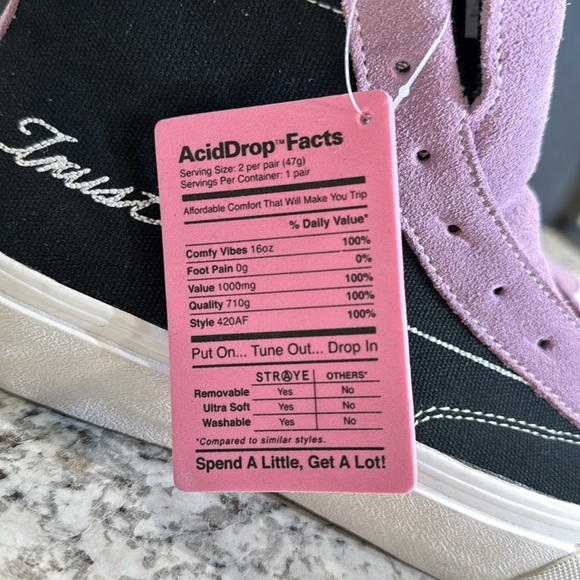 AcidDrop™ Facts
Serving Size: 2 per pair (47g)
Servings Per Container: 1 pair
Affordable Comfort That Will Make You Trip
% Daily Value*
Comfy Vibes 16oz 100%
Foot Pain 0g 0%
Value 1000mg 100%
Quality 710g 100%
Style 420AF 100%
Put On... Tune Out... Drop In
STRAYE OTHERS*
Removable Yes No
Ultra Soft Yes No
Washable Yes No
*Compared to similar styles.
Spend A Little, Get A Lot!